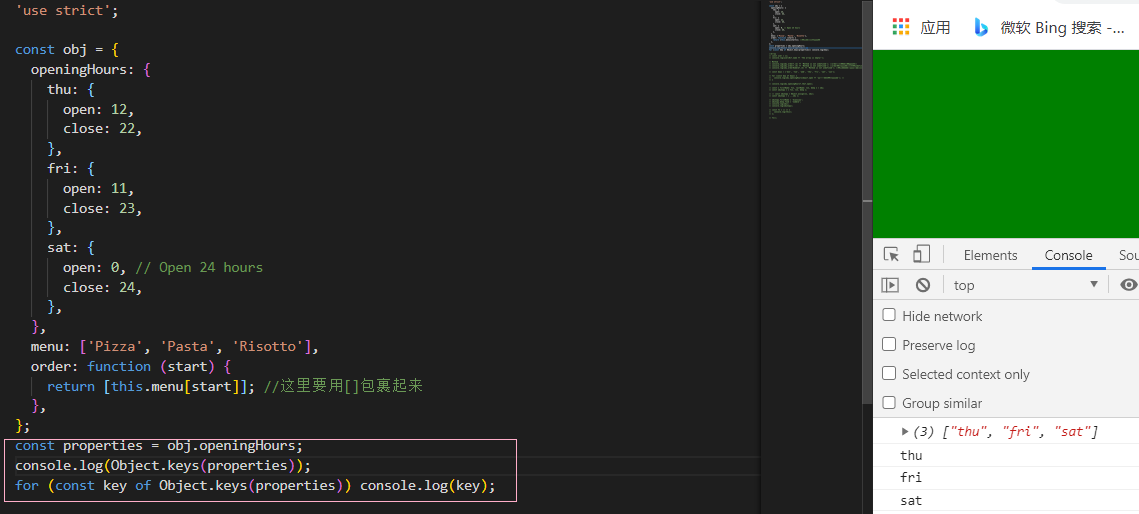 'use strict';
const obj = {
openingHours: {
thu: {
open: 12,
close: 22,
},
fri: {
open: 11,
close: 23,
},
sat: {
open: 0, // Open 24 hours
close: 24,
},
},
menu: ['Pizza', 'Pasta', 'Risotto'],
order: function (start) {
return [this.menu[start]]; //这里要用[]包裹起来
},
};
const properties = obj.openingHours;
console.log(Object.keys(properties));
for (const key of Object.keys(properties)) console.log(key);
应用 微软 Bing 搜索 -...
Elements Console Sou
top
Hide network
Preserve log
Selected context only
Group similar
(3) ["thu", "fri", "sat"]
thu
fri
sat